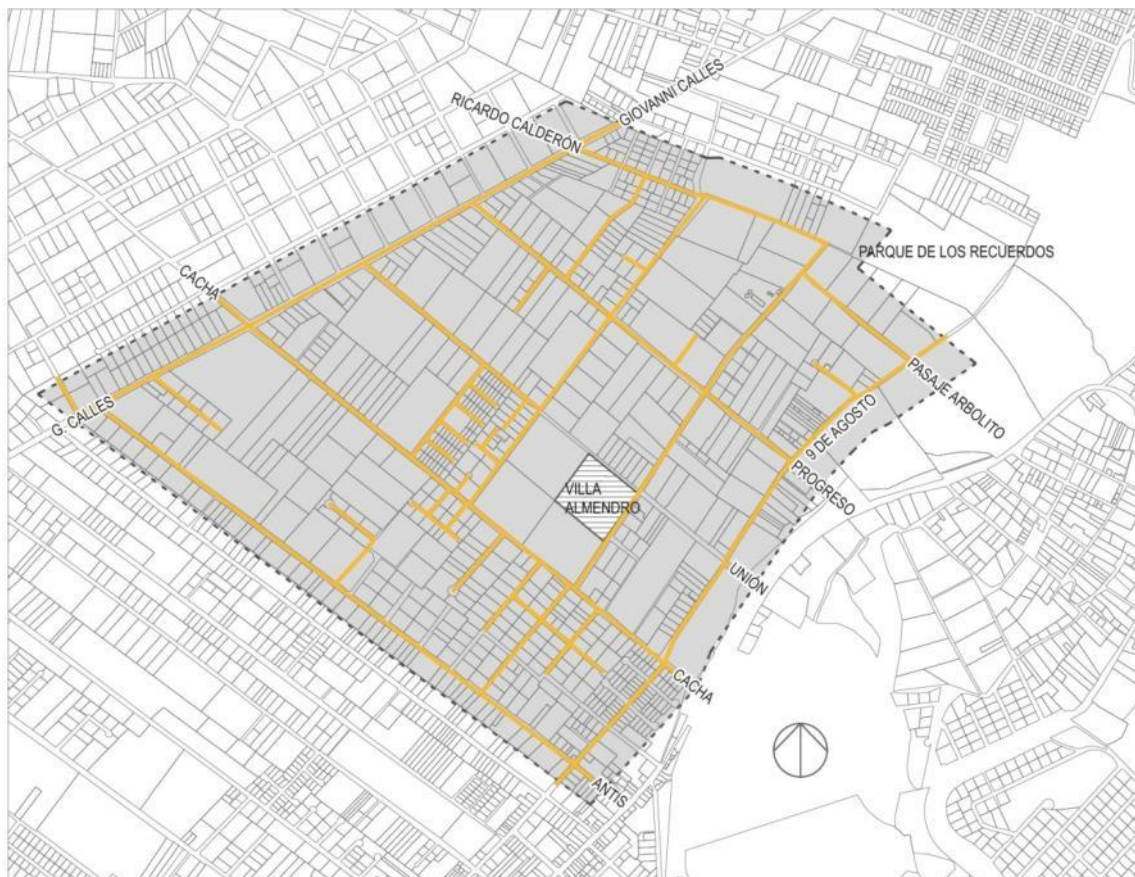 GIOVANNI CALLES
RICARDO CALDERÓN
PARQUE DE LOS RECUERDOS
CACHA
PASAJE ARBOLITO
G. CALLES
9 DE AGOSTO
PROGRESO
VILLA
ALMENDRO
UNIÓN
CACHA
ANTIS